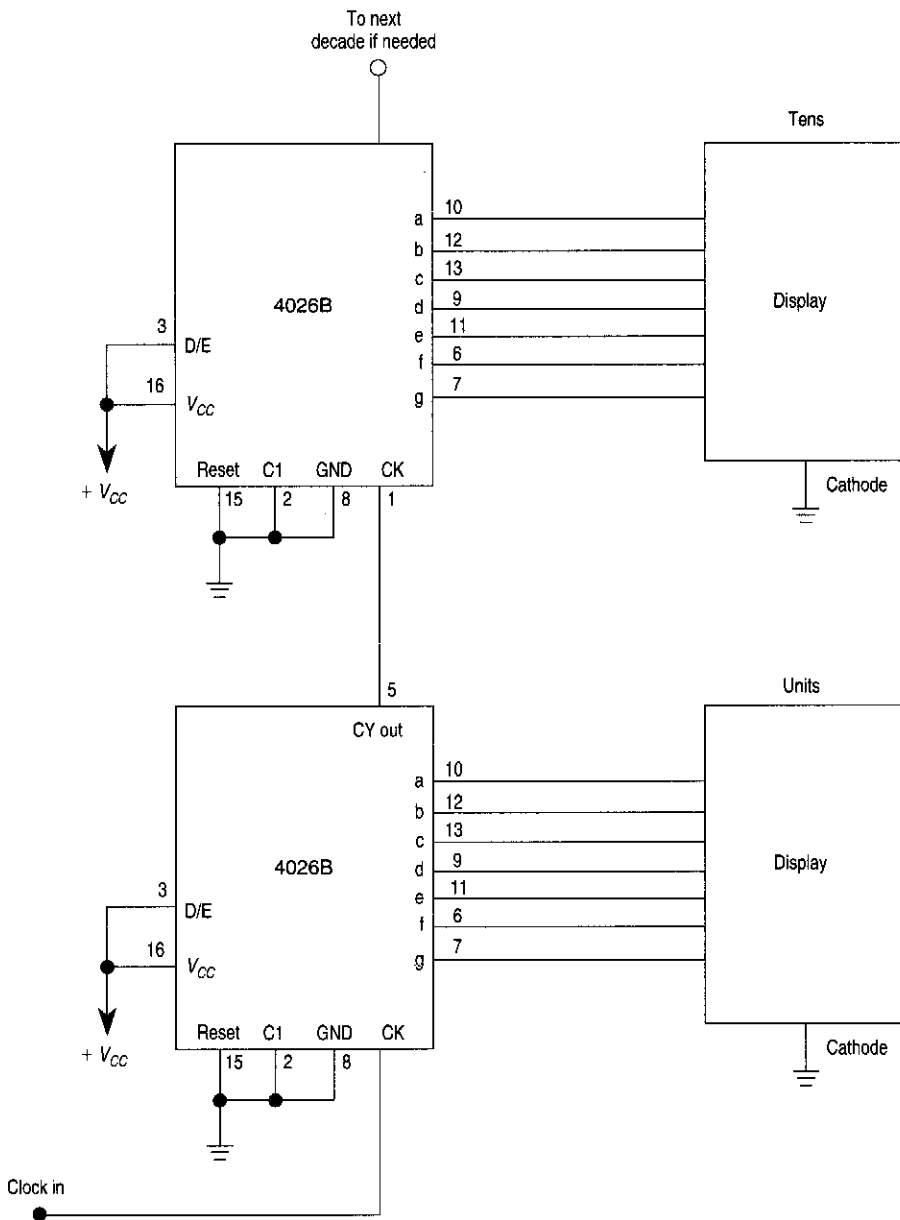 To next
decade if needed
Tens
a 10
b 12
c 13
4026B
d 9
Display
e 11
f 6
g 7
3
D/E
16
V_CC
+ V_CC
Reset C1 GND CK
15 2 8 1
Cathode
5
Units
CY out
a 10
b 12
c 13
4026B
d 9
Display
e 11
f 6
g 7
3
D/E
16
V_CC
+ V_CC
Reset C1 GND CK
15 2 8
Cathode
Clock in